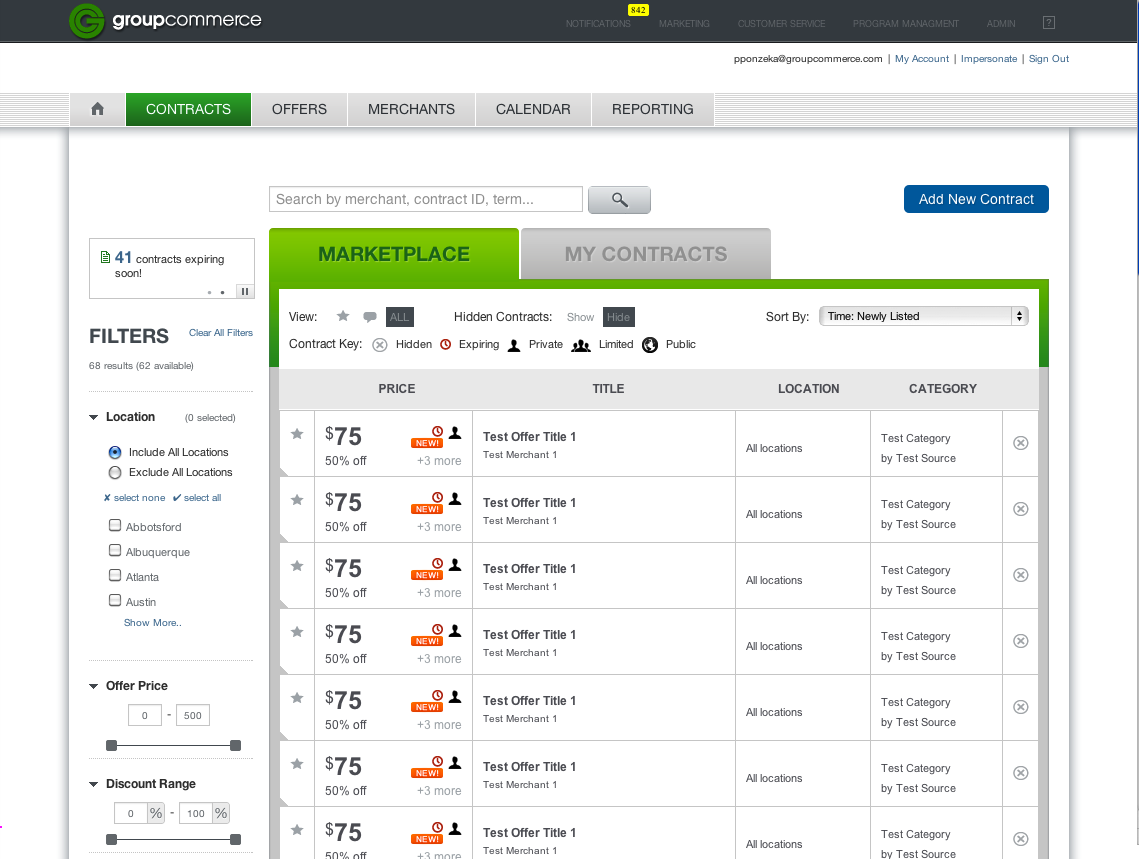 groupcommerce
842
NOTIFICATIONS MARKETING CUSTOMER SERVICE PROGRAM MANAGMENT ADMIN ?
pponzeka@groupcommerce.com | My Account | Impersonate | Sign Out
CONTRACTS OFFERS MERCHANTS CALENDAR REPORTING
Search by merchant, contract ID, term...
Add New Contract
41 contracts expiring
soon!
FILTERS Clear All Filters
68 results (62 available)
Location (0 selected)
Include All Locations
Exclude All Locations
✘ select none ✔ select all
Abbotsford
Albuquerque
Atlanta
Austin
Show More..
Offer Price
0 - 500
Discount Range
0 % - 100 %
MARKETPLACE MY CONTRACTS
View: ALL Hidden Contracts: Show Hide Sort By: Time: Newly Listed
Contract Key: Hidden Expiring Private Limited Public
PRICE TITLE LOCATION CATEGORY
$75 NEW! Test Offer Title 1 All locations Test Category
50% off +3 more Test Merchant 1 by Test Source
$75 NEW! Test Offer Title 1 All locations Test Category
50% off +3 more Test Merchant 1 by Test Source
$75 NEW! Test Offer Title 1 All locations Test Category
50% off +3 more Test Merchant 1 by Test Source
$75 NEW! Test Offer Title 1 All locations Test Category
50% off +3 more Test Merchant 1 by Test Source
$75 NEW! Test Offer Title 1 All locations Test Category
50% off +3 more Test Merchant 1 by Test Source
$75 NEW! Test Offer Title 1 All locations Test Category
50% off +3 more Test Merchant 1 by Test Source
$75 NEW! Test Offer Title 1 All locations Test Category
50% off +3 more Test Merchant 1 by Test Source